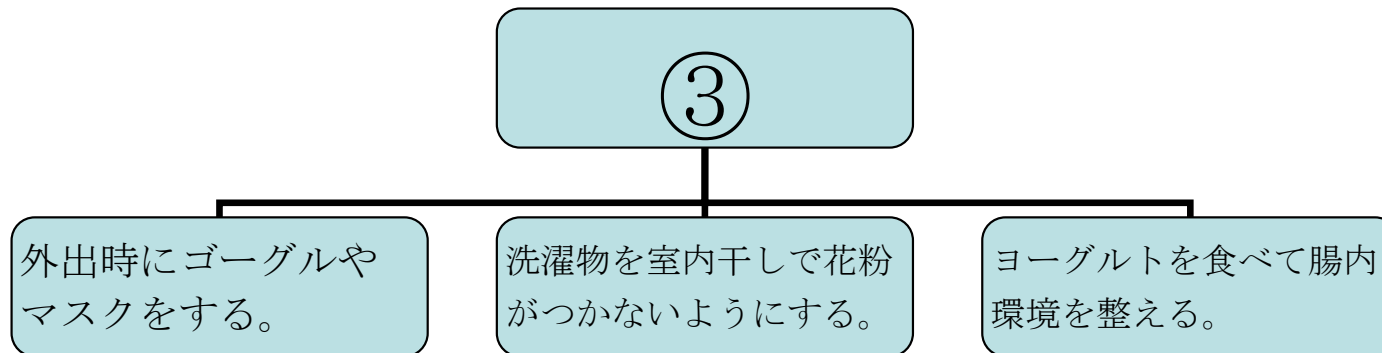 ③
外出時にゴーグルや
マスクをする。
洗濯物を室内干しで花粉
がつかないようにする。
ヨーグルトを食べて腸内
環境を整える。